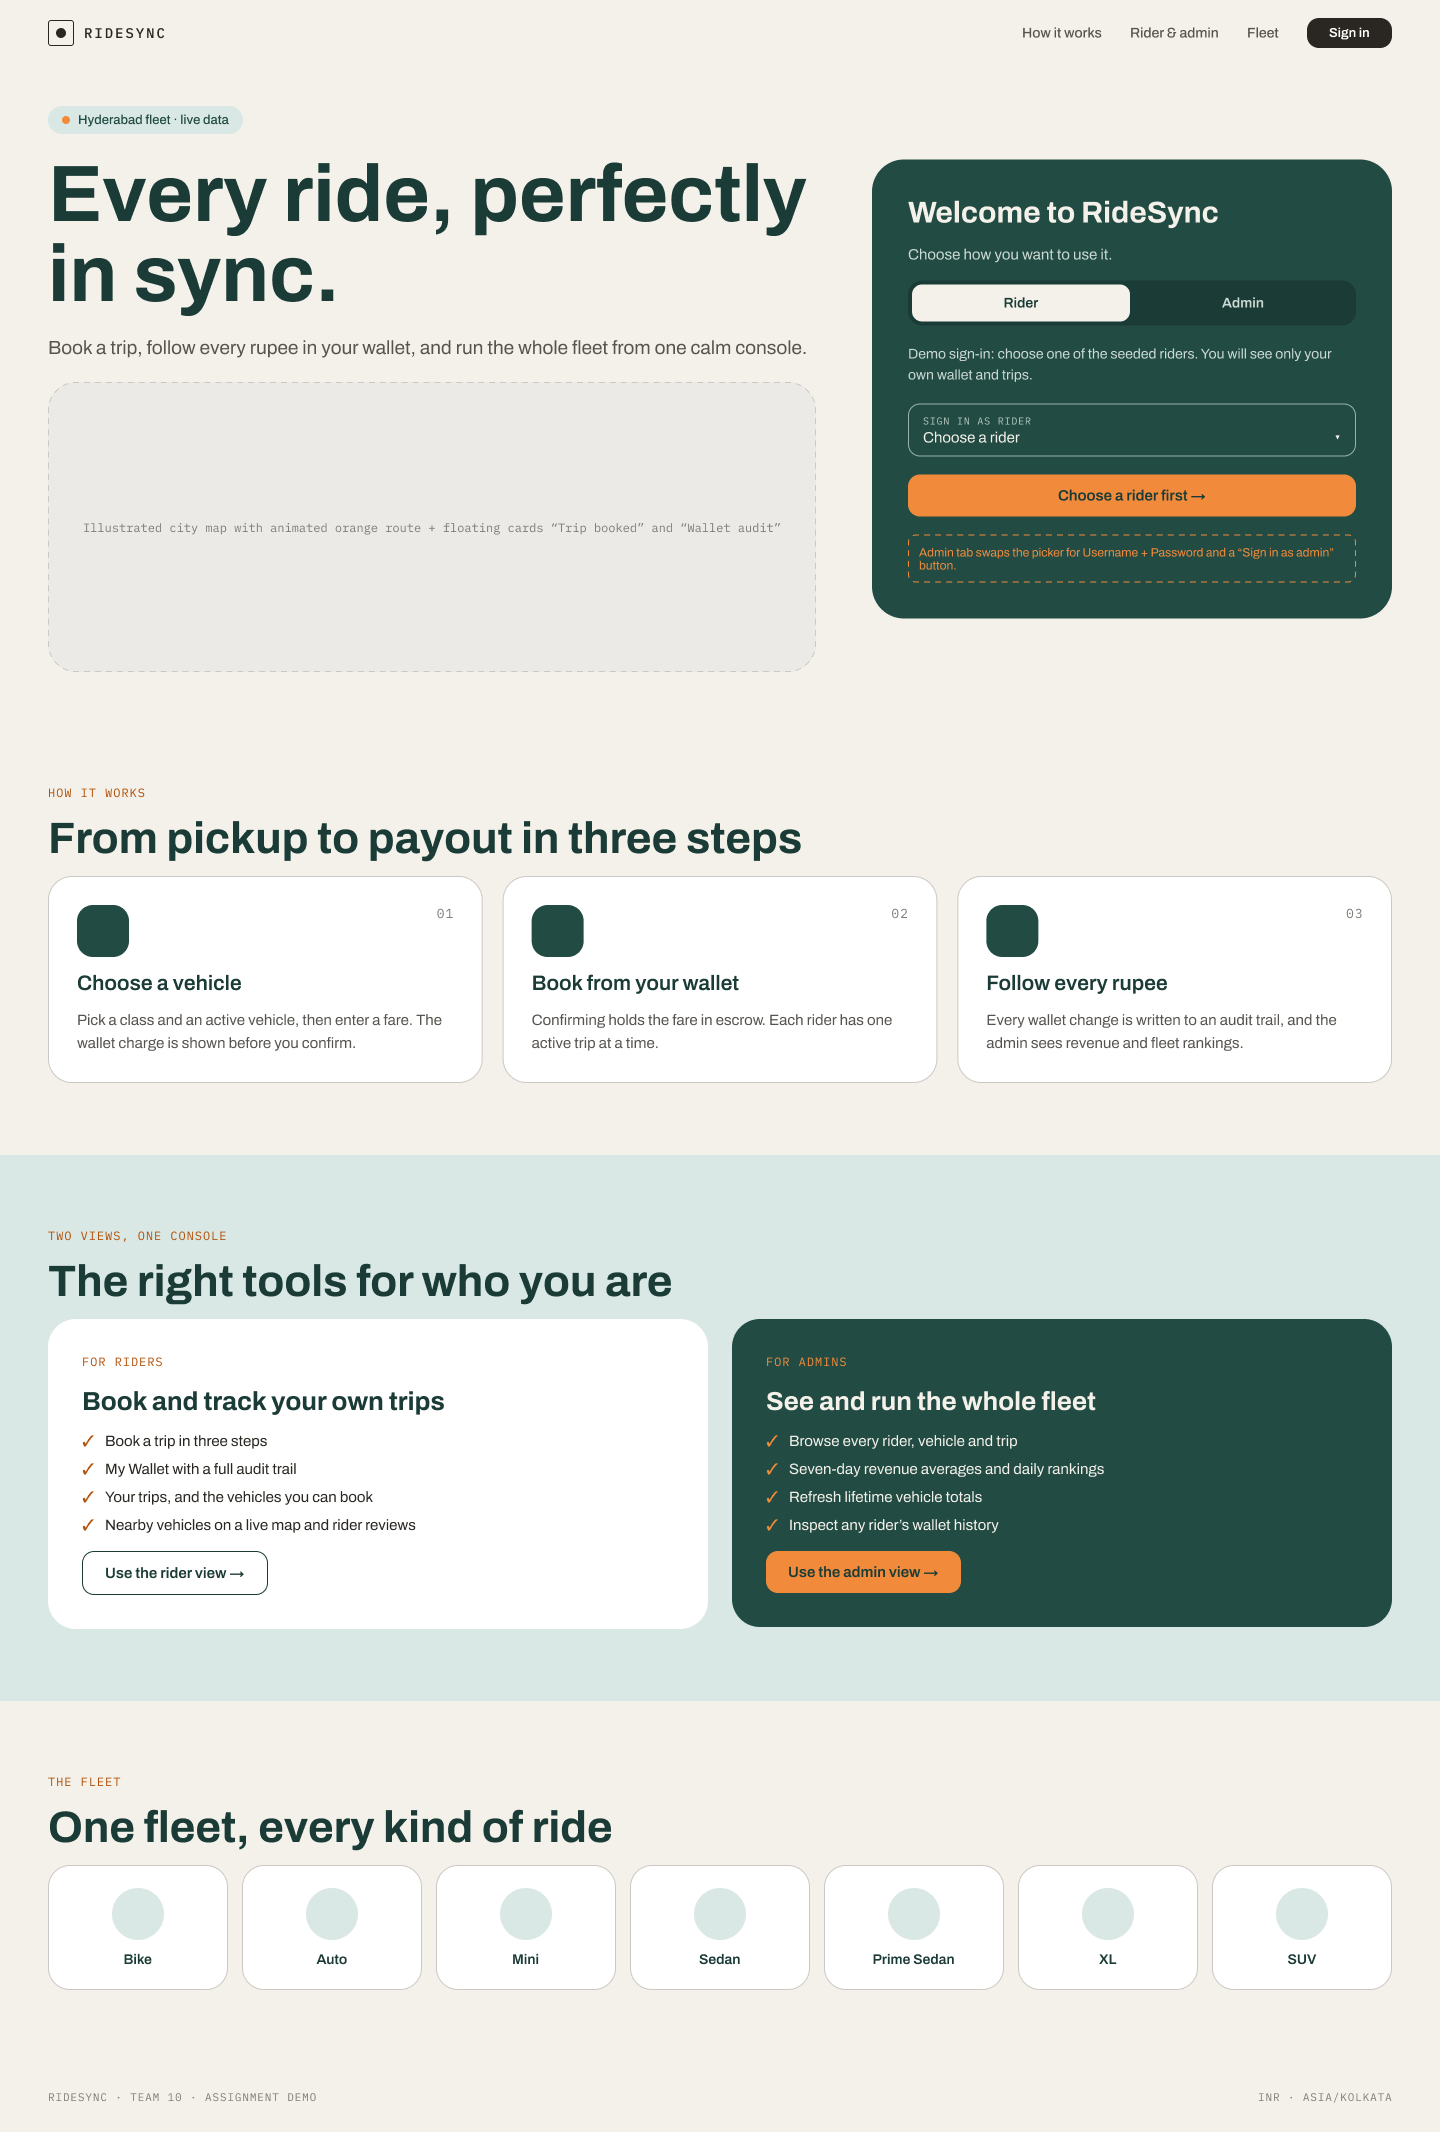 RIDESYNC
How it works
Rider & admin
Fleet
Sign in
Hyderabad fleet · live data
Every ride, perfectly
in sync.
Book a trip, follow every rupee in your wallet, and run the whole fleet from one calm console.
Illustrated city map with animated orange route + floating cards “Trip booked” and “Wallet audit”
Welcome to RideSync
Choose how you want to use it.
Rider
Admin
Demo sign-in: choose one of the seeded riders. You will see only your
own wallet and trips.
SIGN IN AS RIDER
Choose a rider
▾
Choose a rider first →
Admin tab swaps the picker for Username + Password and a “Sign in as admin”
button.
HOW IT WORKS
From pickup to payout in three steps
01
Choose a vehicle
Pick a class and an active vehicle, then enter a fare. The
wallet charge is shown before you confirm.
02
Book from your wallet
Confirming holds the fare in escrow. Each rider has one
active trip at a time.
03
Follow every rupee
Every wallet change is written to an audit trail, and the
admin sees revenue and fleet rankings.
TWO VIEWS, ONE CONSOLE
The right tools for who you are
FOR RIDERS
Book and track your own trips
✓ Book a trip in three steps
✓ My Wallet with a full audit trail
✓ Your trips, and the vehicles you can book
✓ Nearby vehicles on a live map and rider reviews
Use the rider view →
FOR ADMINS
See and run the whole fleet
✓ Browse every rider, vehicle and trip
✓ Seven-day revenue averages and daily rankings
✓ Refresh lifetime vehicle totals
✓ Inspect any rider’s wallet history
Use the admin view →
THE FLEET
One fleet, every kind of ride
Bike
Auto
Mini
Sedan
Prime Sedan
XL
SUV
RIDESYNC · TEAM 10 · ASSIGNMENT DEMO
INR · ASIA/KOLKATA